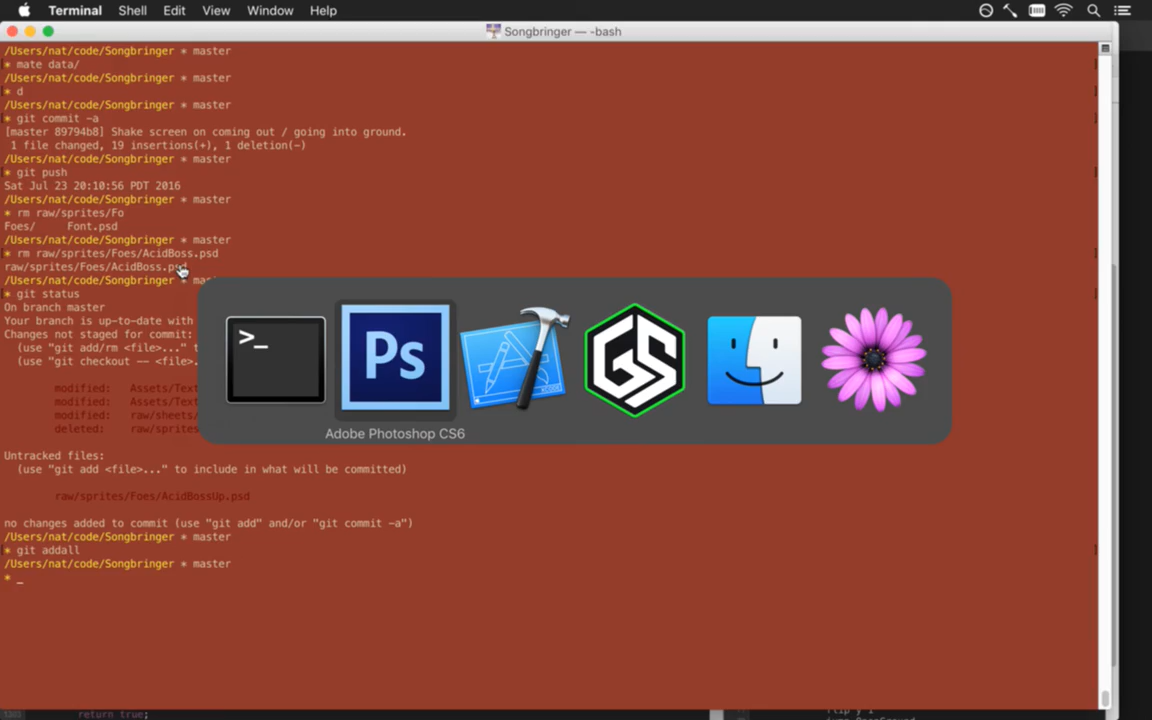 Terminal Shell Edit View Window Help
Songbringer — -bash
/Users/nat/code/Songbringer * master
* mate data/
/Users/nat/code/Songbringer * master
* d
/Users/nat/code/Songbringer * master
* git commit -a
[master 89794b8] Shake screen on coming out / going into ground.
1 file changed, 19 insertions(+), 1 deletion(-)
/Users/nat/code/Songbringer * master
* git push
Sat Jul 23 20:10:56 PDT 2016
/Users/nat/code/Songbringer * master
* rm raw/sprites/Fo
Foes/ Font.psd
/Users/nat/code/Songbringer * master
* rm raw/sprites/Foes/AcidBoss.psd
raw/sprites/Foes/AcidBoss.psd
/Users/nat/code/Songbringer * mas
* git status
On branch master
Your branch is up-to-date with
Changes not staged for commit:
(use "git add/rm <file>..." t
(use "git checkout -- <file>.
modified: Assets/Text
modified: Assets/Text
modified: raw/sheets/
deleted: raw/sprites
>_
Ps
GS
Adobe Photoshop CS6
Untracked files:
(use "git add <file>..." to include in what will be committed)
raw/sprites/Foes/AcidBossUp.psd
no changes added to commit (use "git add" and/or "git commit -a")
/Users/nat/code/Songbringer * master
* git addall
/Users/nat/code/Songbringer * master
* _
return true;